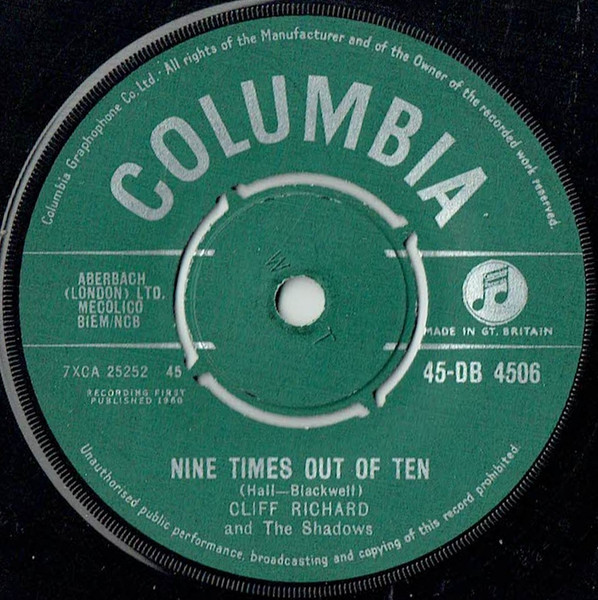 Columbia Graphophone Co. Ltd. · All rights of the Manufacturer and of the Owner of the recorded work reserved.
COLUMBIA
ABERBACH
(LONDON) LTD.
MECOLICO
BIEM/NCB
MADE IN GT. BRITAIN
7XCA 25252 45
45-DB 4506
RECORDING FIRST
PUBLISHED 1960
W
T
NINE TIMES OUT OF TEN
(Hall—Blackwell)
CLIFF RICHARD
and The Shadows
Unauthorised public performance, broadcasting and copying of this record prohibited.